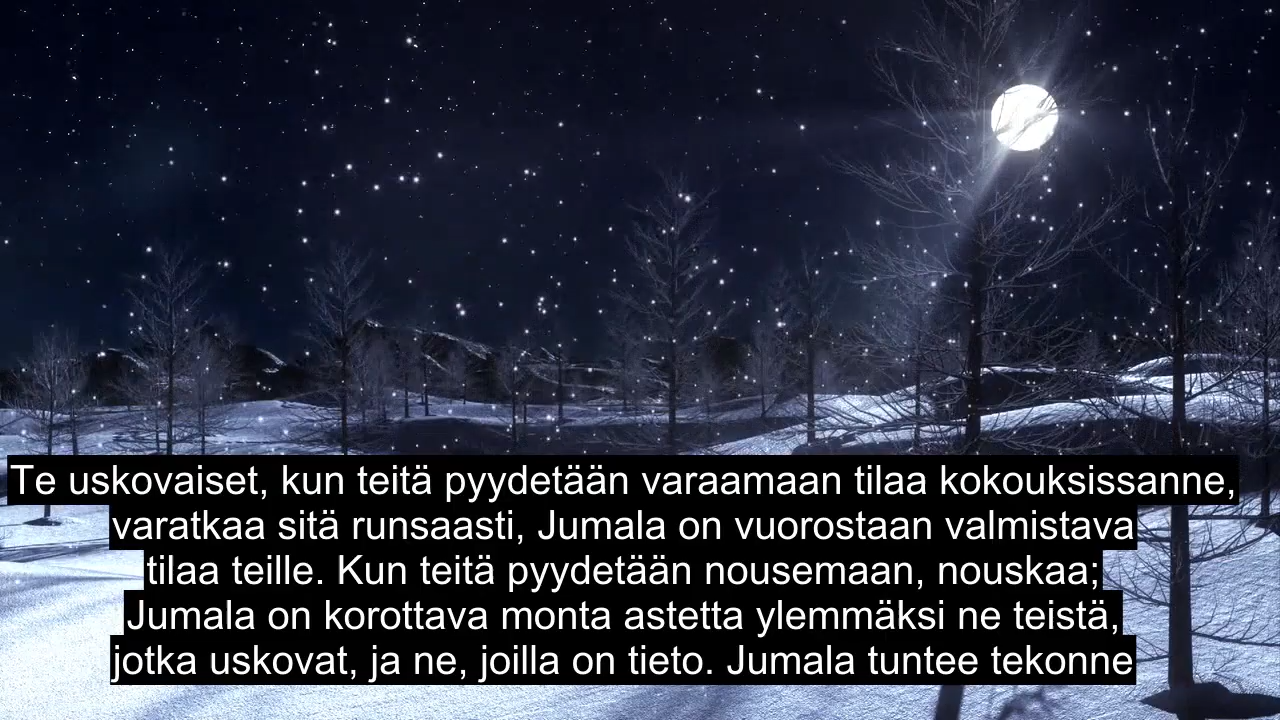 Te uskovaiset, kun teitä pyydetään varaamaan tilaa kokouksissanne,
varatkaa sitä runsaasti, Jumala on vuorostaan valmistava
tilaa teille. Kun teitä pyydetään nousemaan, nouskaa;
Jumala on korottava monta astetta ylemmäksi ne teistä,
jotka uskovat, ja ne, joilla on tieto. Jumala tuntee tekonne